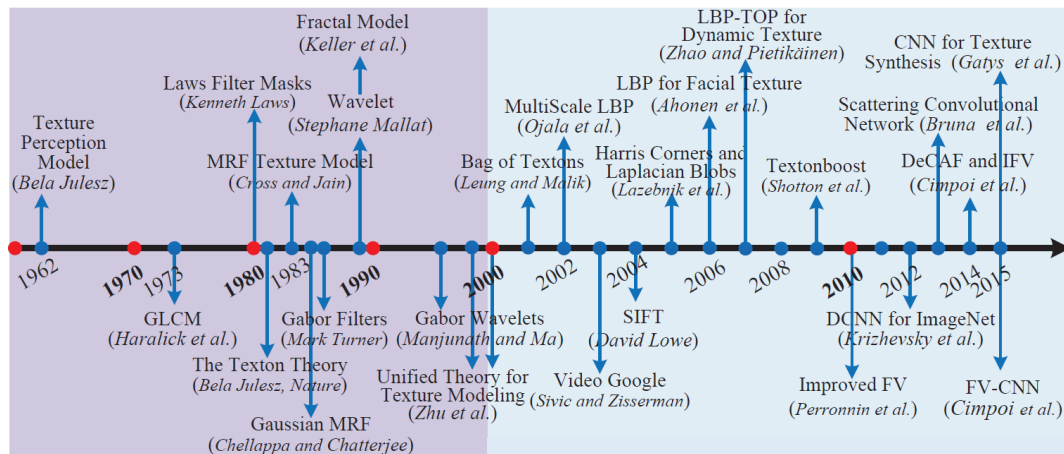 Fractal Model
(Keller et al.)
Laws Filter Masks
(Kenneth Laws)
Wavelet
(Stephane Mallat)
Texture
Perception
Model
(Bela Julesz)
MRF Texture Model
(Cross and Jain)
LBP-TOP for
Dynamic Texture
(Zhao and Pietikäinen)
LBP for Facial Texture
(Ahonen et al.)
MultiScale LBP
(Ojala et al.)
Bag of Textons
(Leung and Malik)
Harris Corners and
Laplacian Blobs
(Lazebnik et al.)
Textonboost
(Shotton et al.)
CNN for Texture
Synthesis (Gatys et al.)
Scattering Convolutional
Network (Bruna et al.)
DeCAF and IFV
(Cimpoi et al.)
1962
1970
1973
1980
1983
1990
2000
2002
2004
2006
2008
2010
2012
2014
2015
GLCM
(Haralick et al.)
The Texton Theory
(Bela Julesz, Nature)
Gabor Filters
(Mark Turner)
Gaussian MRF
(Chellappa and Chatterjee)
Gabor Wavelets
(Manjunath and Ma)
Unified Theory for
Texture Modeling
(Zhu et al.)
SIFT
(David Lowe)
Video Google
(Sivic and Zisserman)
DCNN for ImageNet
(Krizhevsky et al.)
Improved FV
(Perronnin et al.)
FV-CNN
(Cimpoi et al.)